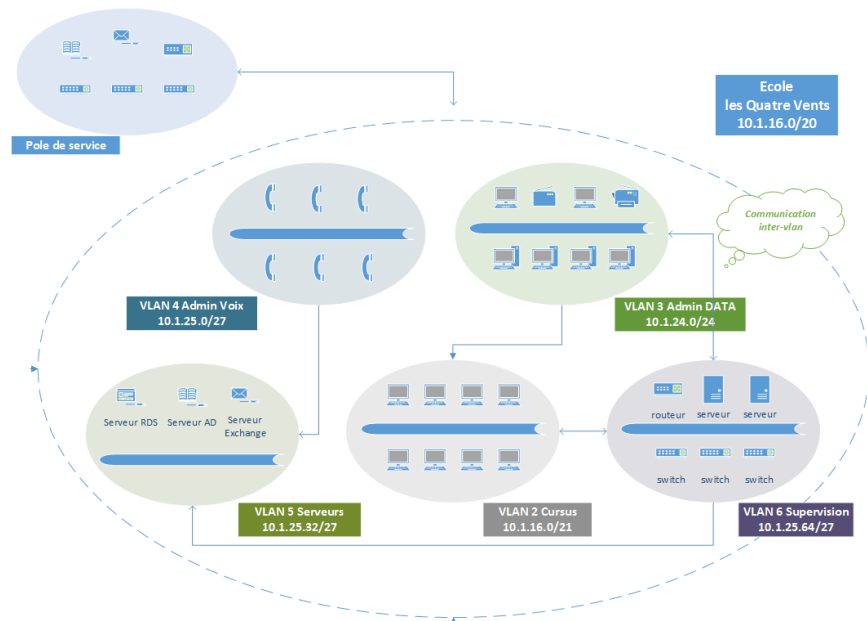 Ecole
les Quatre Vents
10.1.16.0/20
Pole de service
Communication
inter-vlan
VLAN 4 Admin Voix
10.1.25.0/27
VLAN 3 Admin DATA
10.1.24.0/24
Serveur RDS
Serveur AD
Serveur
Exchange
routeur
serveur
serveur
switch
switch
switch
VLAN 5 Serveurs
10.1.25.32/27
VLAN 2 Cursus
10.1.16.0/21
VLAN 6 Supervision
10.1.25.64/27